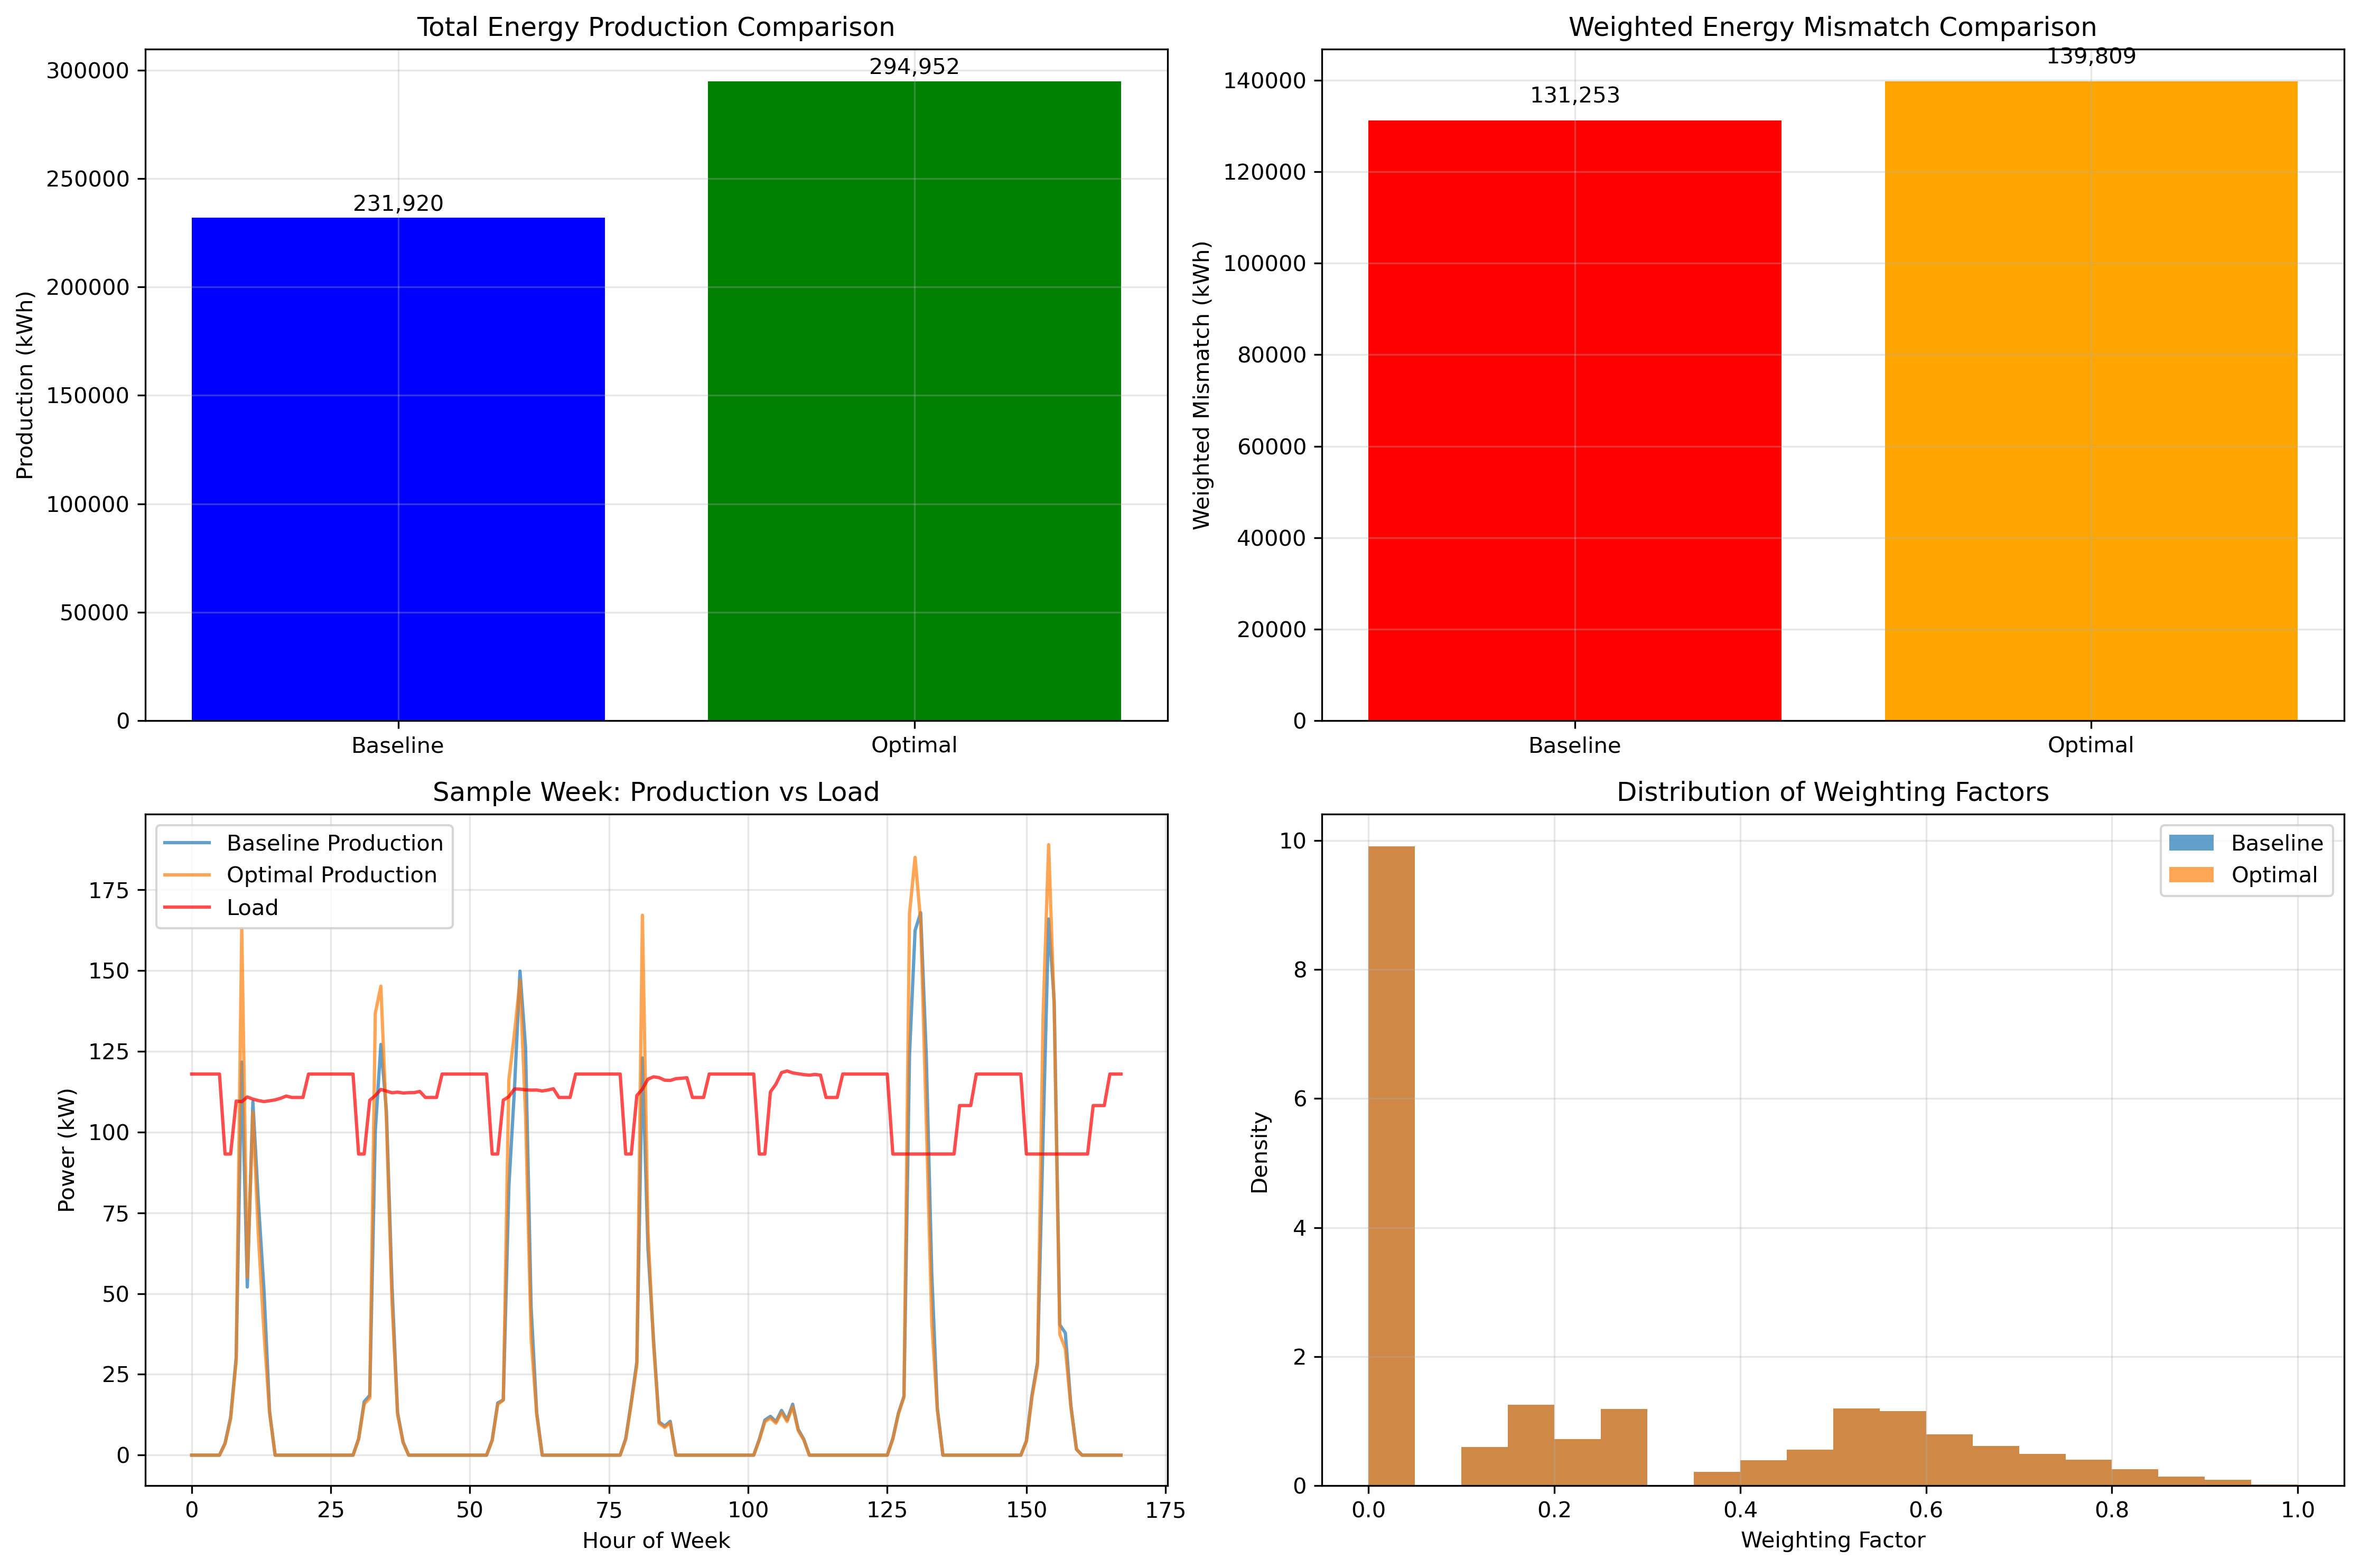 Total Energy Production Comparison
Production (kWh)
300000
250000
200000
150000
100000
50000
0
231,920
294,952
Baseline
Optimal
Weighted Energy Mismatch Comparison
Weighted Mismatch (kWh)
140000
120000
100000
80000
60000
40000
20000
0
131,253
139,809
Baseline
Optimal
Sample Week: Production vs Load
Baseline Production
Optimal Production
Load
Power (kW)
175
150
125
100
75
50
25
0
0
25
50
75
100
125
150
175
Hour of Week
Distribution of Weighting Factors
Baseline
Optimal
Density
10
8
6
4
2
0
0.0
0.2
0.4
0.6
0.8
1.0
Weighting Factor